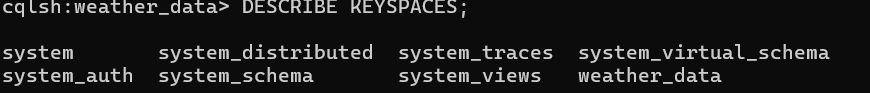 cqlsh:weather_data> DESCRIBE KEYSPACES;
system       system_distributed  system_traces  system_virtual_schema
system_auth  system_schema       system_views   weather_data